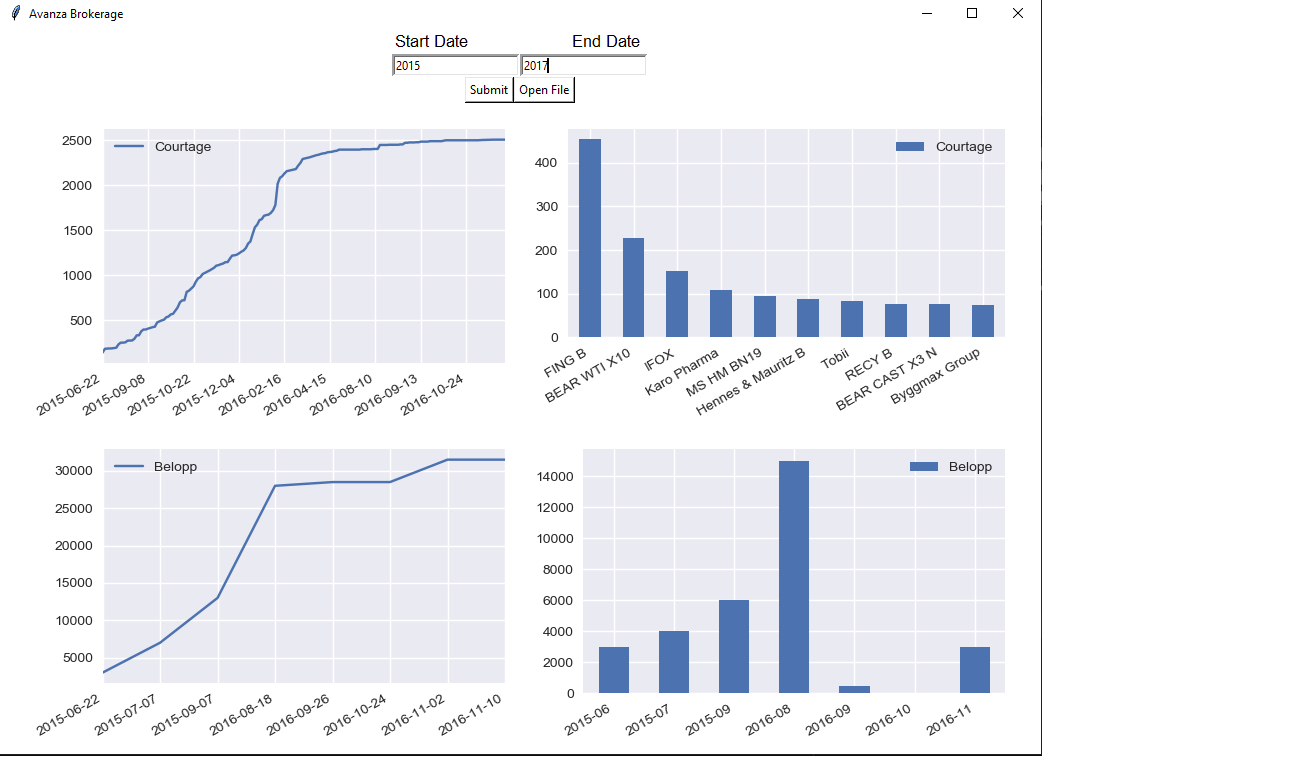 Avanza Brokerage
Start Date End Date
2015 2017
Submit Open File
Courtage
2500
2000
1500
1000
500
2015-06-22
2015-09-08
2015-10-22
2015-12-04
2016-02-16
2016-04-15
2016-08-10
2016-09-13
2016-10-24
Courtage
400
300
200
100
0
FING B
BEAR WTI X10
IFOX
Karo Pharma
MS HM BN19
Hennes & Mauritz B
Tobii
RECY B
BEAR CAST X3 N
Byggmax Group
Belopp
30000
25000
20000
15000
10000
5000
2015-06-22
2015-07-07
2015-09-07
2016-08-18
2016-09-26
2016-10-24
2016-11-02
2016-11-10
Belopp
14000
12000
10000
8000
6000
4000
2000
0
2015-06
2015-07
2015-09
2016-08
2016-09
2016-10
2016-11